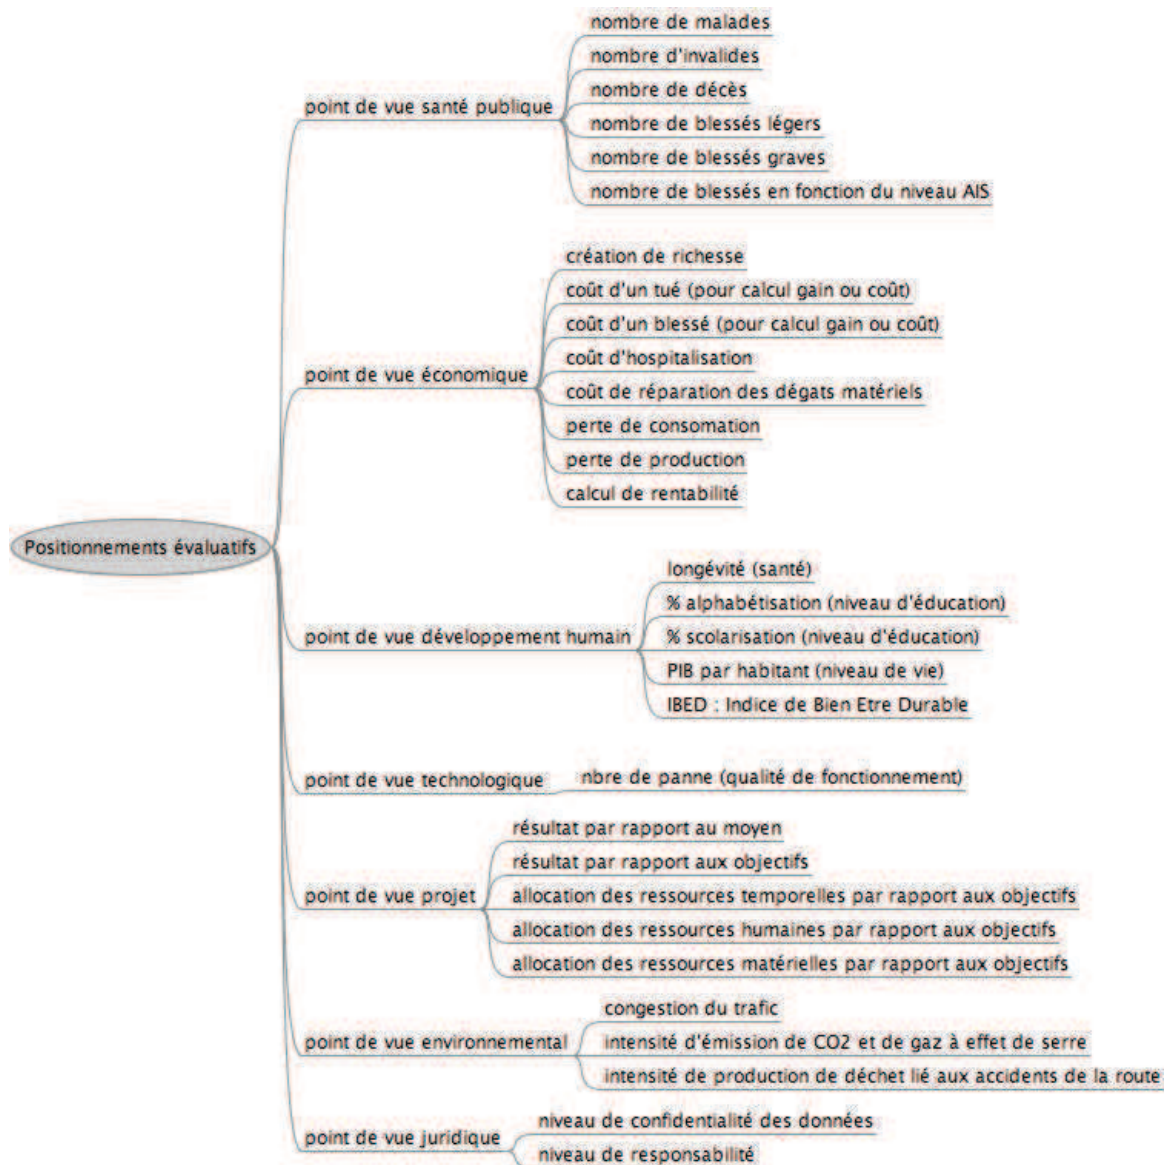 nombre de malades
nombre d'invalides
nombre de décès
point de vue santé publique
nombre de blessés légers
nombre de blessés graves
nombre de blessés en fonction du niveau AIS
création de richesse
coût d'un tué (pour calcul gain ou coût)
coût d'un blessé (pour calcul gain ou coût)
coût d'hospitalisation
point de vue économique
coût de réparation des dégats matériels
perte de consomation
perte de production
calcul de rentabilité
Positionnements évaluatifs
longévité (santé)
% alphabétisation (niveau d'éducation)
point de vue développement humain
% scolarisation (niveau d'éducation)
PIB par habitant (niveau de vie)
IBED : Indice de Bien Etre Durable
point de vue technologique
nbre de panne (qualité de fonctionnement)
résultat par rapport au moyen
résultat par rapport aux objectifs
point de vue projet
allocation des ressources temporelles par rapport aux objectifs
allocation des ressources humaines par rapport aux objectifs
allocation des ressources matérielles par rapport aux objectifs
congestion du trafic
point de vue environnemental
intensité d'émission de CO2 et de gaz à effet de serre
intensité de production de déchet lié aux accidents de la route
niveau de confidentialité des données
point de vue juridique
niveau de responsabilité